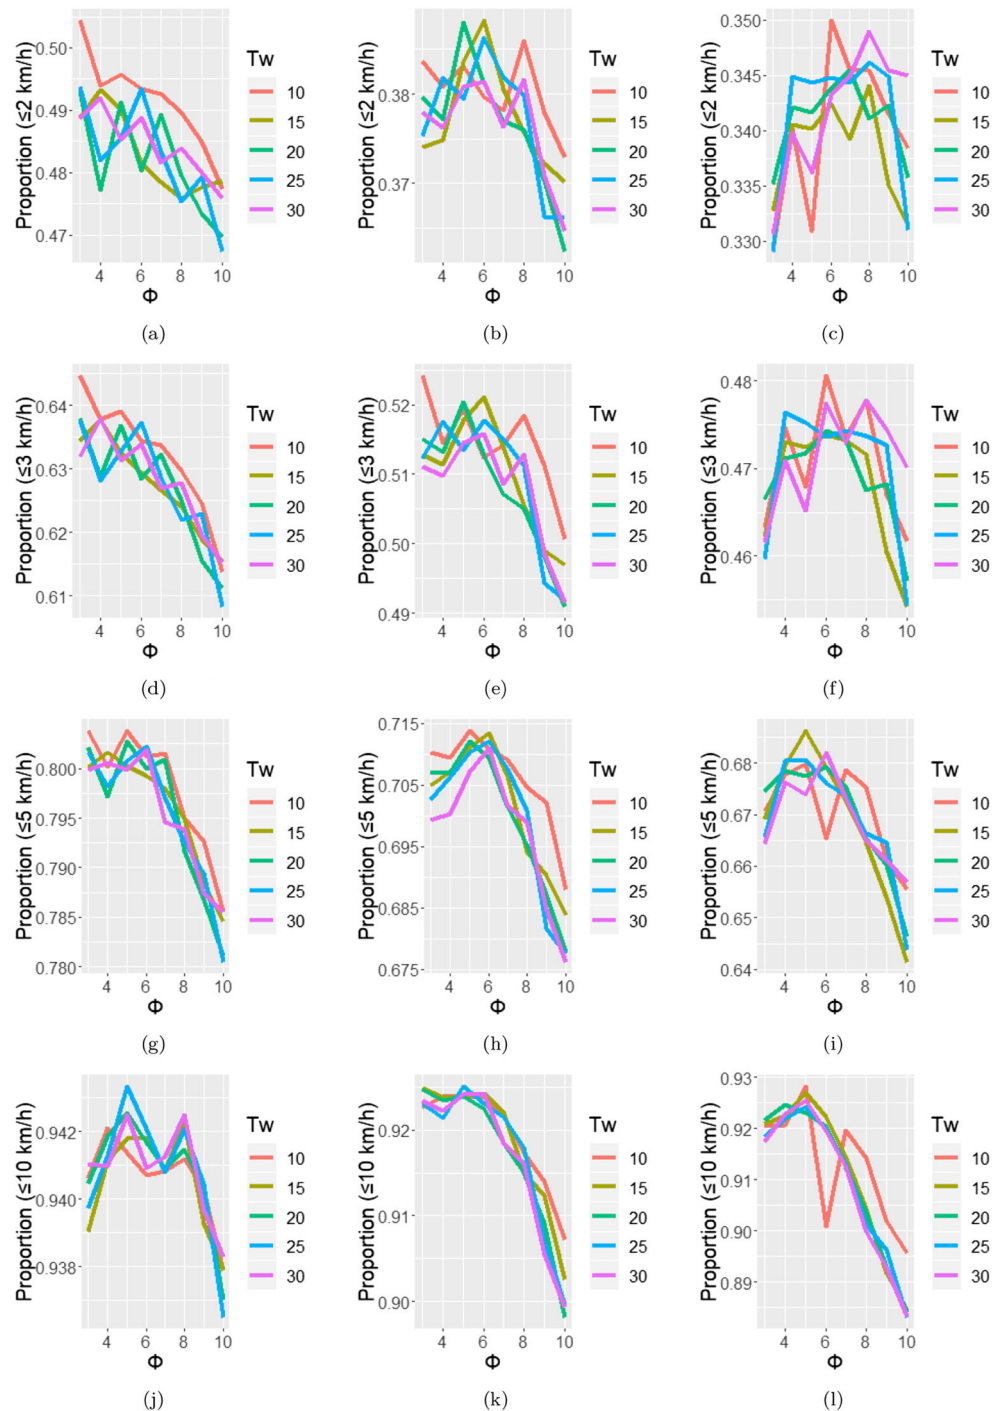 Proportion (≤2 km/h)
0.50
0.49
0.48
0.47
4 6 8 10
Φ
Tw
10
15
20
25
30
(a)
Proportion (≤2 km/h)
0.38
0.37
4 6 8 10
Φ
Tw
10
15
20
25
30
(b)
Proportion (≤2 km/h)
0.350
0.345
0.340
0.335
0.330
4 6 8 10
Φ
Tw
10
15
20
25
30
(c)
Proportion (≤3 km/h)
0.64
0.63
0.62
0.61
4 6 8 10
Φ
Tw
10
15
20
25
30
(d)
Proportion (≤3 km/h)
0.52
0.51
0.50
0.49
4 6 8 10
Φ
Tw
10
15
20
25
30
(e)
Proportion (≤3 km/h)
0.48
0.47
0.46
4 6 8 10
Φ
Tw
10
15
20
25
30
(f)
Proportion (≤5 km/h)
0.800
0.795
0.790
0.785
0.780
4 6 8 10
Φ
Tw
10
15
20
25
30
(g)
Proportion (≤5 km/h)
0.715
0.705
0.695
0.685
0.675
4 6 8 10
Φ
Tw
10
15
20
25
30
(h)
Proportion (≤5 km/h)
0.68
0.67
0.66
0.65
0.64
4 6 8 10
Φ
Tw
10
15
20
25
30
(i)
Proportion (≤10 km/h)
0.942
0.940
0.938
4 6 8 10
Φ
Tw
10
15
20
25
30
(j)
Proportion (≤10 km/h)
0.92
0.91
0.90
4 6 8 10
Φ
Tw
10
15
20
25
30
(k)
Proportion (≤10 km/h)
0.93
0.92
0.91
0.90
0.89
4 6 8 10
Φ
Tw
10
15
20
25
30
(l)